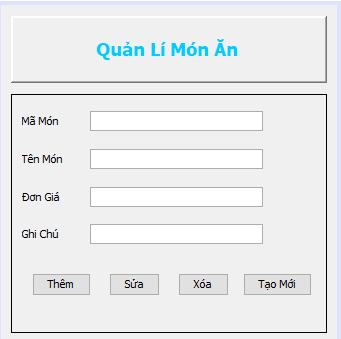 Quản Lí Món Ăn
Mã Món
Tên Món
Đơn Giá
Ghi Chú
Thêm Sửa Xóa Tạo Mới